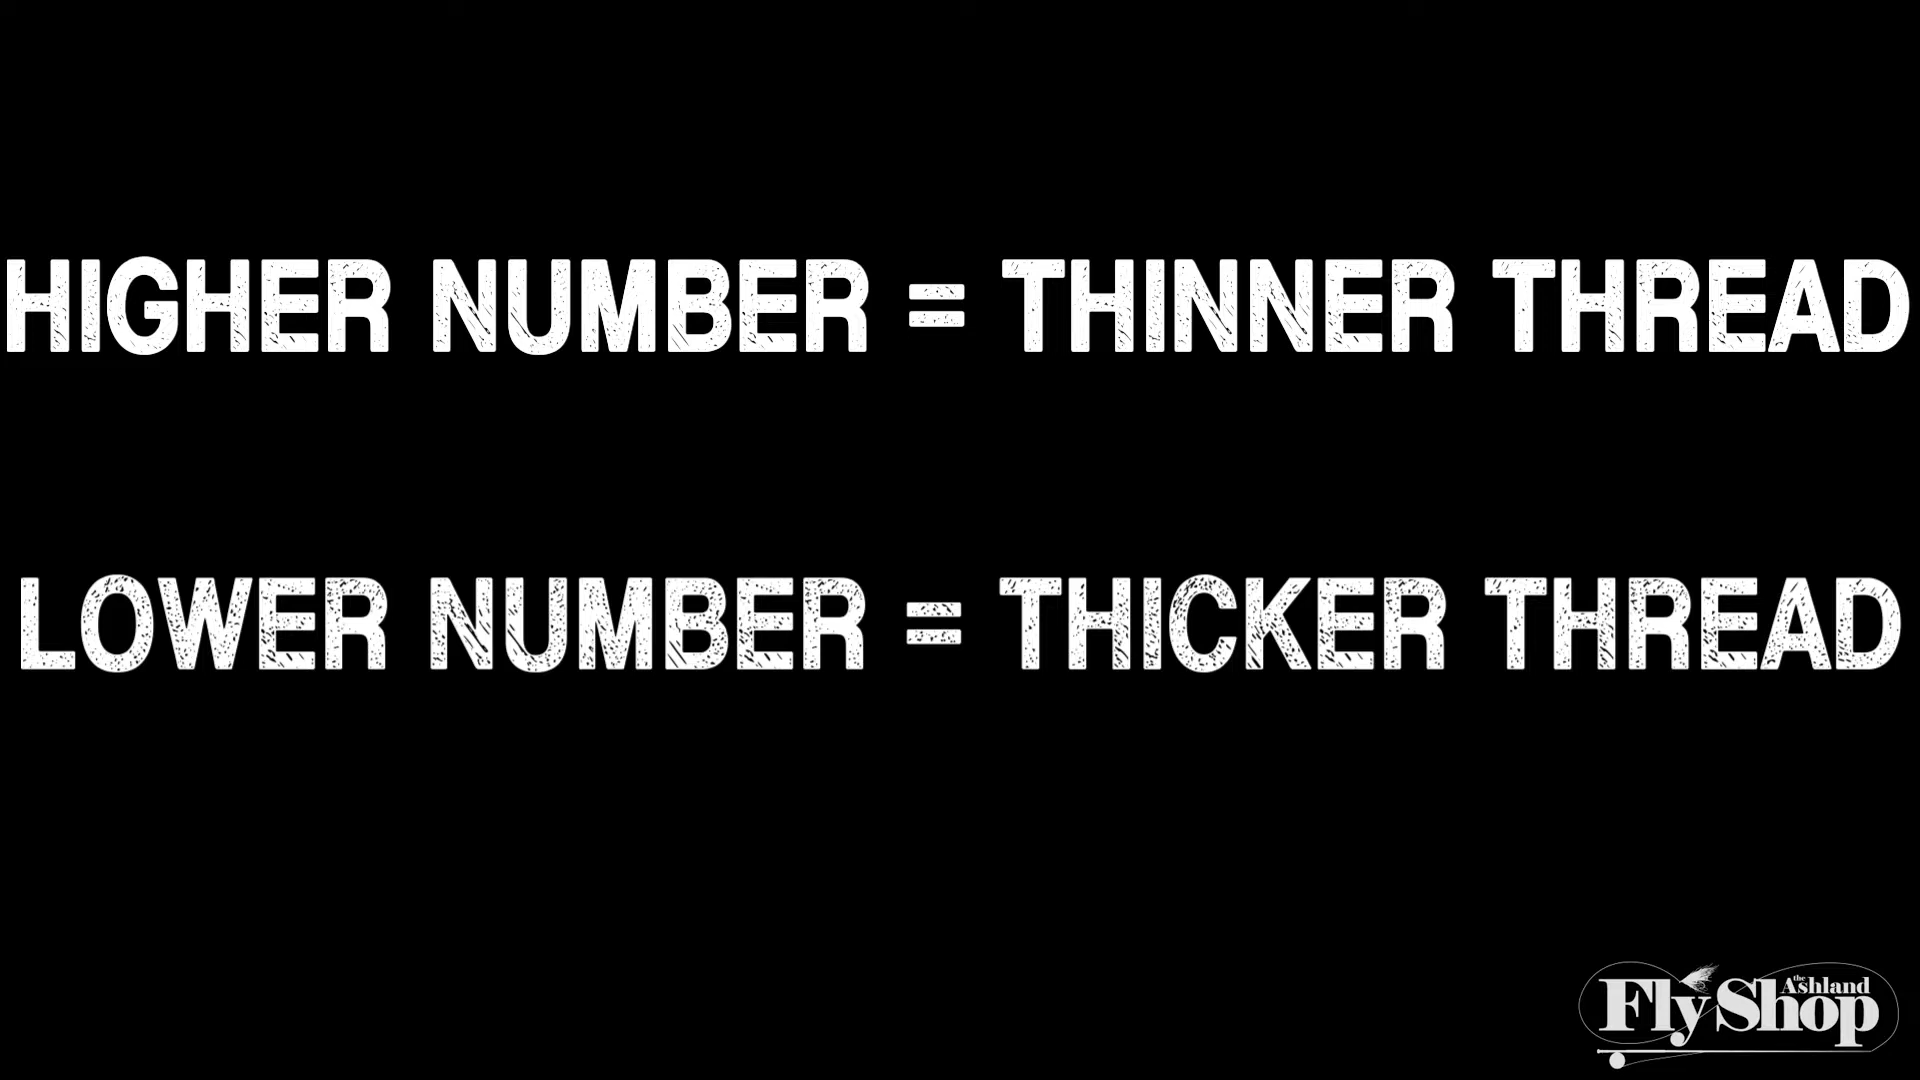 HIGHER NUMBER = THINNER THREAD
LOWER NUMBER = THICKER THREAD
the Ashland
Fly Shop